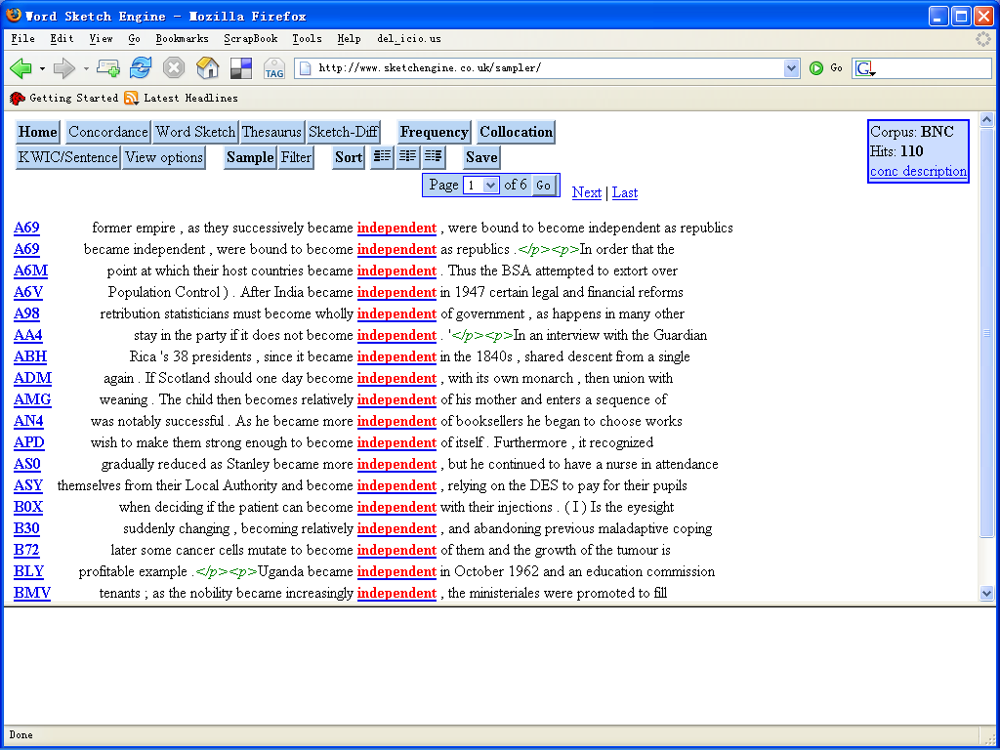 Word Sketch Engine - Mozilla Firefox
File Edit View Go Bookmarks ScrapBook Tools Help del_icio.us
TAG http://www.sketchengine.co.uk/sampler/ Go G
Getting Started Latest Headlines
Home Concordance Word Sketch Thesaurus Sketch-Diff Frequency Collocation
KWIC/Sentence View options Sample Filter Sort Save
Corpus: BNC
Hits: 110
conc description
Page 1 of 6 Go Next | Last
A69 former empire , as they successively became independent , were bound to become independent as republics
A69 became independent , were bound to become independent as republics .</p><p>In order that the
A6M point at which their host countries became independent . Thus the BSA attempted to extort over
A6V Population Control ) . After India became independent in 1947 certain legal and financial reforms
A98 retribution statisticians must become wholly independent of government , as happens in many other
AA4 stay in the party if it does not become independent . '</p><p>In an interview with the Guardian
ABH Rica 's 38 presidents , since it became independent in the 1840s , shared descent from a single
ADM again . If Scotland should one day become independent , with its own monarch , then union with
AMG weaning . The child then becomes relatively independent of his mother and enters a sequence of
AN4 was notably successful . As he became more independent of booksellers he began to choose works
APD wish to make them strong enough to become independent of itself . Furthermore , it recognized
AS0 gradually reduced as Stanley became more independent , but he continued to have a nurse in attendance
ASY themselves from their Local Authority and become independent , relying on the DES to pay for their pupils
B0X when deciding if the patient can become independent with their injections . ( I ) Is the eyesight
B30 suddenly changing , becoming relatively independent , and abandoning previous maladaptive coping
B72 later some cancer cells mutate to become independent of them and the growth of the tumour is
BLY profitable example .</p><p>Uganda became independent in October 1962 and an education commission
BMV tenants ; as the nobility became increasingly independent , the ministeriales were promoted to fill
Done